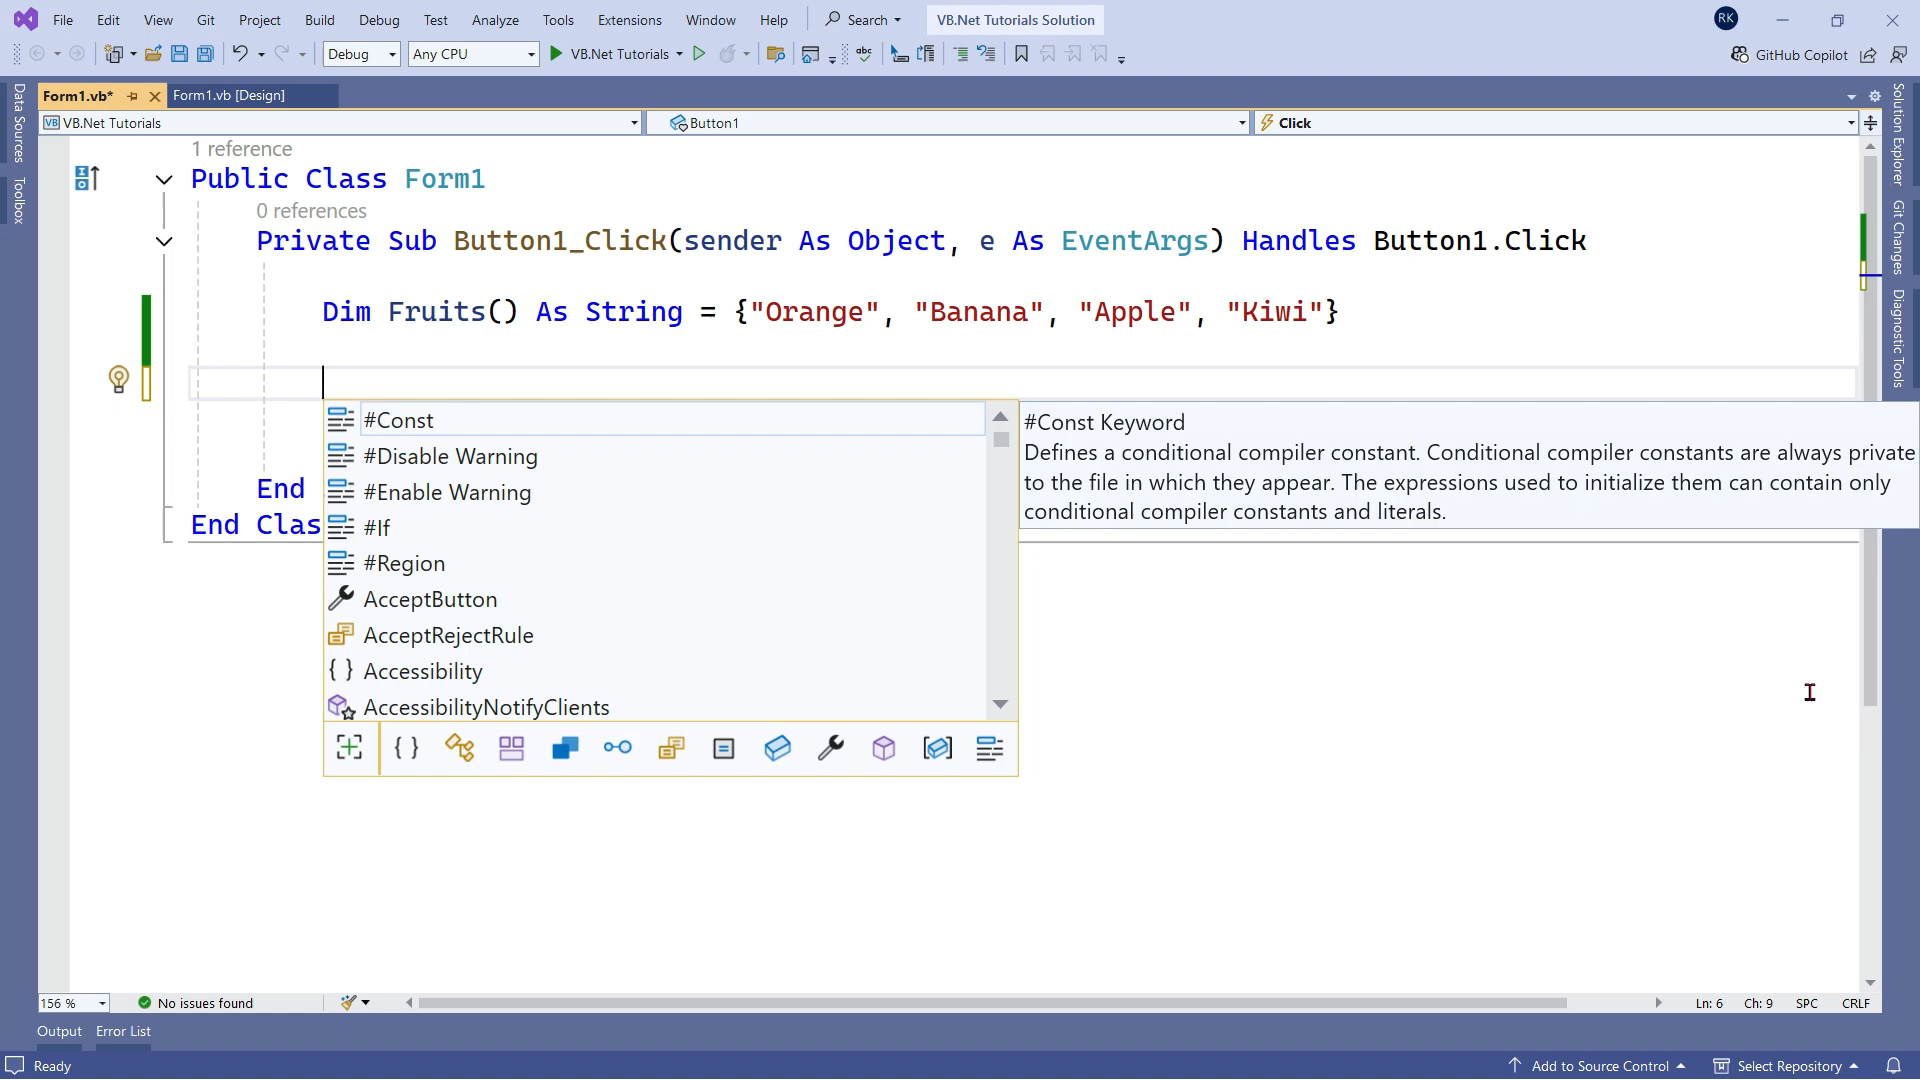 File Edit View Git Project Build Debug Test Analyze Tools Extensions Window Help Search VB.Net Tutorials Solution RK
Debug Any CPU VB.Net Tutorials abc GitHub Copilot
Form1.vb* Form1.vb [Design]
VB VB.Net Tutorials Button1 Click
Data Sources
Toolbox
Solution Explorer
Git Changes
Diagnostic Tools
1 reference
Public Class Form1
0 references
Private Sub Button1_Click(sender As Object, e As EventArgs) Handles Button1.Click
Dim Fruits() As String = {"Orange", "Banana", "Apple", "Kiwi"}
End
End Clas
#Const
#Disable Warning
#Enable Warning
#If
#Region
AcceptButton
AcceptRejectRule
{ } Accessibility
AccessibilityNotifyClients
#Const Keyword
Defines a conditional compiler constant. Conditional compiler constants are always private
to the file in which they appear. The expressions used to initialize them can contain only
conditional compiler constants and literals.
156 % No issues found Ln: 6 Ch: 9 SPC CRLF
Output Error List
Ready Add to Source Control Select Repository